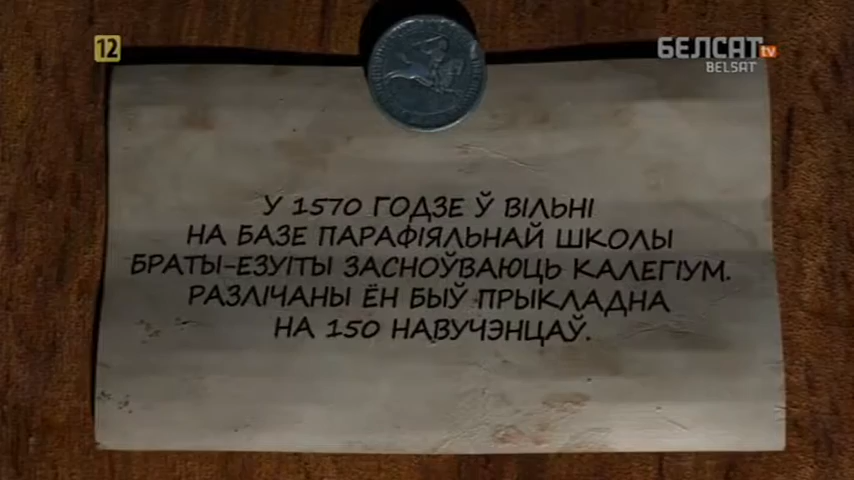 12
БЕЛСАТ tv
BELSAT
У 1570 ГОДЗЕ Ў ВІЛЬНІ
НА БАЗЕ ПАРАФІЯЛЬНАЙ ШКОЛЫ
БРАТЫ-ЕЗУІТЫ ЗАСНОЎВАЮЦЬ КАЛЕГІУМ.
РАЗЛІЧАНЫ ЁН БЫЎ ПРЫКЛАДНА
НА 150 НАВУЧЭНЦАЎ.